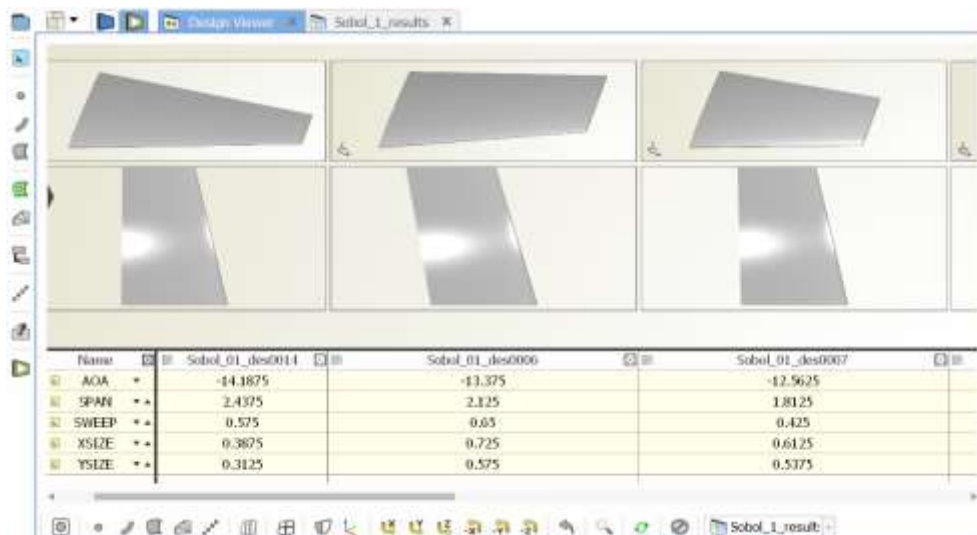 Design Viewer Sobol_1_results
Name Sobol_01_des0014 Sobol_01_des0006 Sobol_01_des0007
AOA -14.1875 -13.375 -12.5625
SPAN 2.4375 2.125 1.8125
SWEEP 0.575 0.65 0.425
XSIZE 0.3875 0.725 0.6125
YSIZE 0.3125 0.575 0.5375
Sobol_1_result: